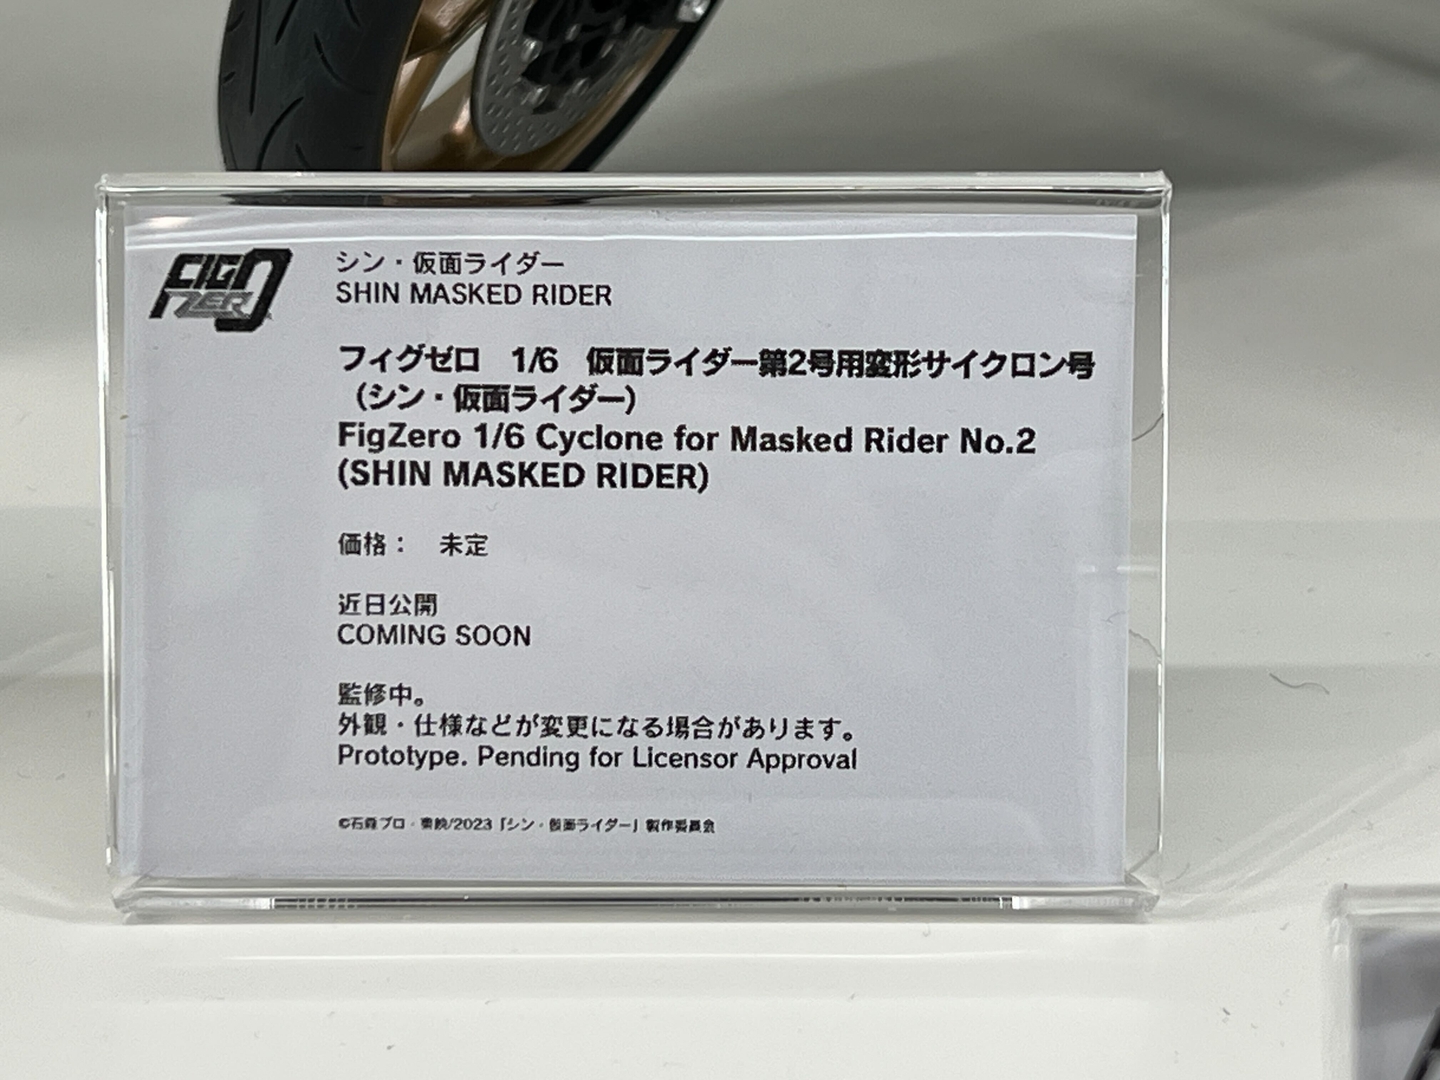 FIG ZERO
シン・仮面ライダー
SHIN MASKED RIDER
フィグゼロ　1/6　仮面ライダー第2号用変形サイクロン号
（シン・仮面ライダー）
FigZero 1/6 Cyclone for Masked Rider No.2
(SHIN MASKED RIDER)
価格：　未定
近日公開
COMING SOON
監修中。
外観・仕様などが変更になる場合があります。
Prototype. Pending for Licensor Approval
©石森プロ・東映/2023「シン・仮面ライダー」製作委員会